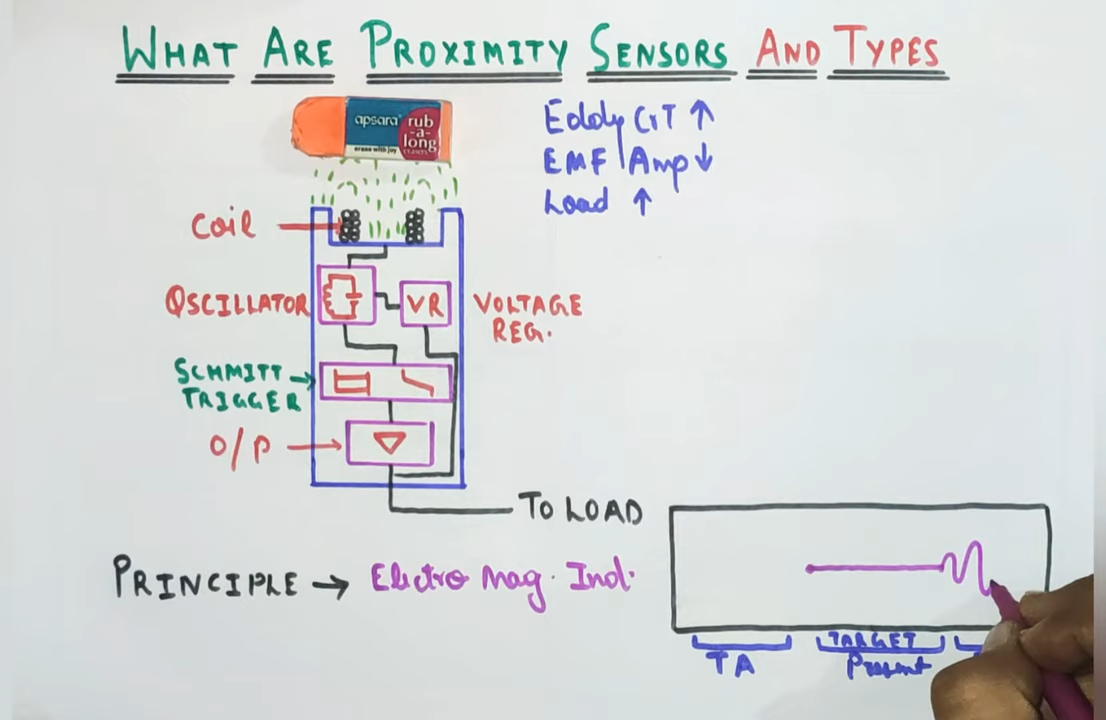 WHAT ARE PROXIMITY SENSORS AND TYPES
apsara
rub
-a-
long
erase with joy
Eddy CrT ↑
EMF / Amp ↓
Load ↑
Coil
OSCILLATOR
VR
VOLTAGE
REG.
SCHMITT
TRIGGER
O/P
TO LOAD
PRINCIPLE → Electro Mag. Ind.
TA
TARGET
Present